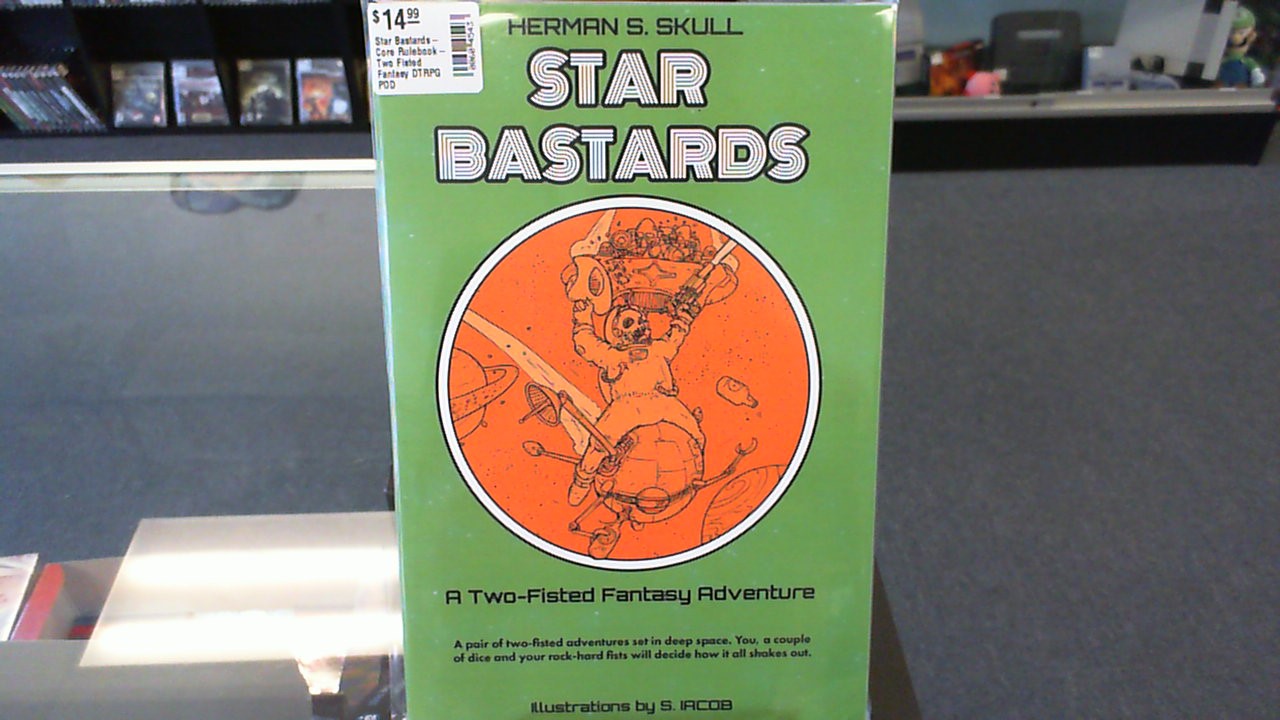 $14.99
Star Bastards –
Core Rulebook –
Two Fisted
Fantasy DTRPG
POD
HERMAN S. SKULL
STAR
BASTARDS
A Two-Fisted Fantasy Adventure
A pair of two-fisted adventures set in deep space. You, a couple
of dice and your rock-hard fists will decide how it all shakes out.
Illustrations by S. IACOB